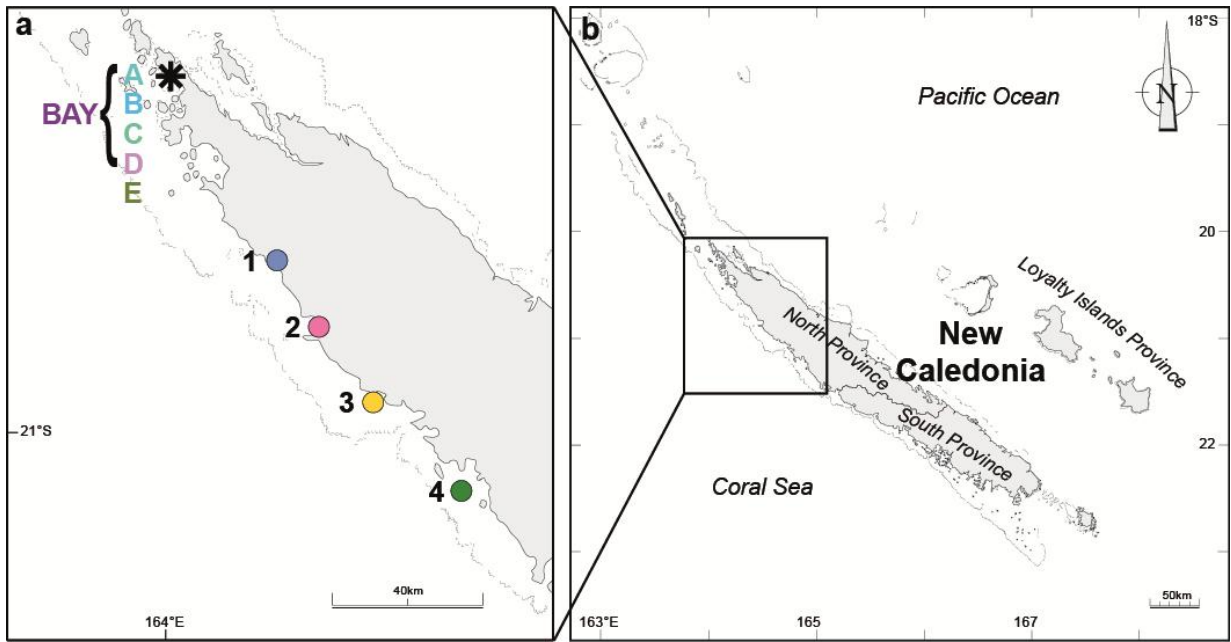 a
A
BAY
B
C
D
E
1
2
3
4
21°S
40km
164°E
b
18°S
Pacific Ocean
N
20
Loyalty Islands Province
New
Caledonia
North Province
South Province
22
Coral Sea
50km
163°E
165
167